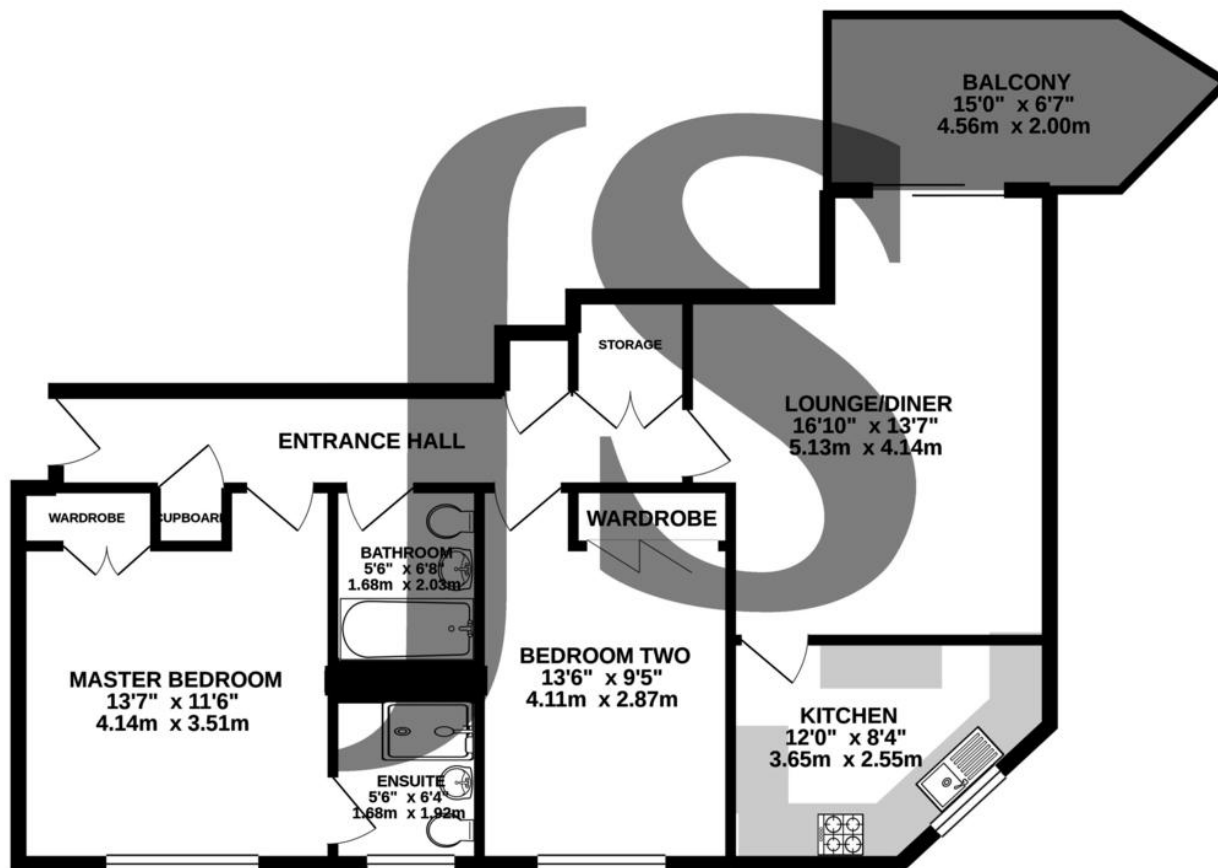 BALCONY
15'0" x 6'7"
4.56m x 2.00m
STORAGE
LOUNGE/DINER
16'10" x 13'7"
5.13m x 4.14m
ENTRANCE HALL
WARDROBE
CUPBOARD
WARDROBE
BATHROOM
5'6" x 6'8"
1.68m x 2.03m
MASTER BEDROOM
13'7" x 11'6"
4.14m x 3.51m
BEDROOM TWO
13'6" x 9'5"
4.11m x 2.87m
KITCHEN
12'0" x 8'4"
3.65m x 2.55m
ENSUITE
5'6" x 6'4"
1.68m x 1.92m